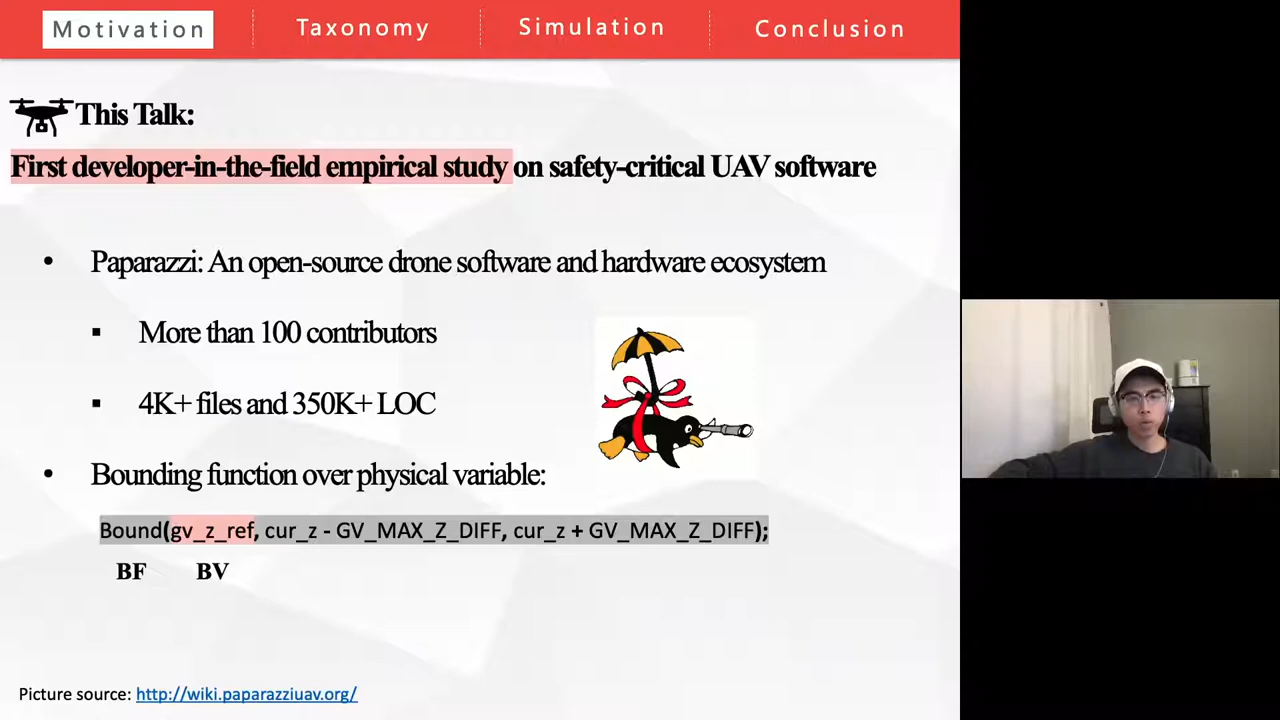 Motivation
Taxonomy
Simulation
Conclusion
This Talk:
First developer-in-the-field empirical study on safety-critical UAV software
• Paparazzi: An open-source drone software and hardware ecosystem
▪ More than 100 contributors
▪ 4K+ files and 350K+ LOC
• Bounding function over physical variable:
Bound(gv_z_ref, cur_z - GV_MAX_Z_DIFF, cur_z + GV_MAX_Z_DIFF);
BF BV
Picture source: http://wiki.paparazziuav.org/